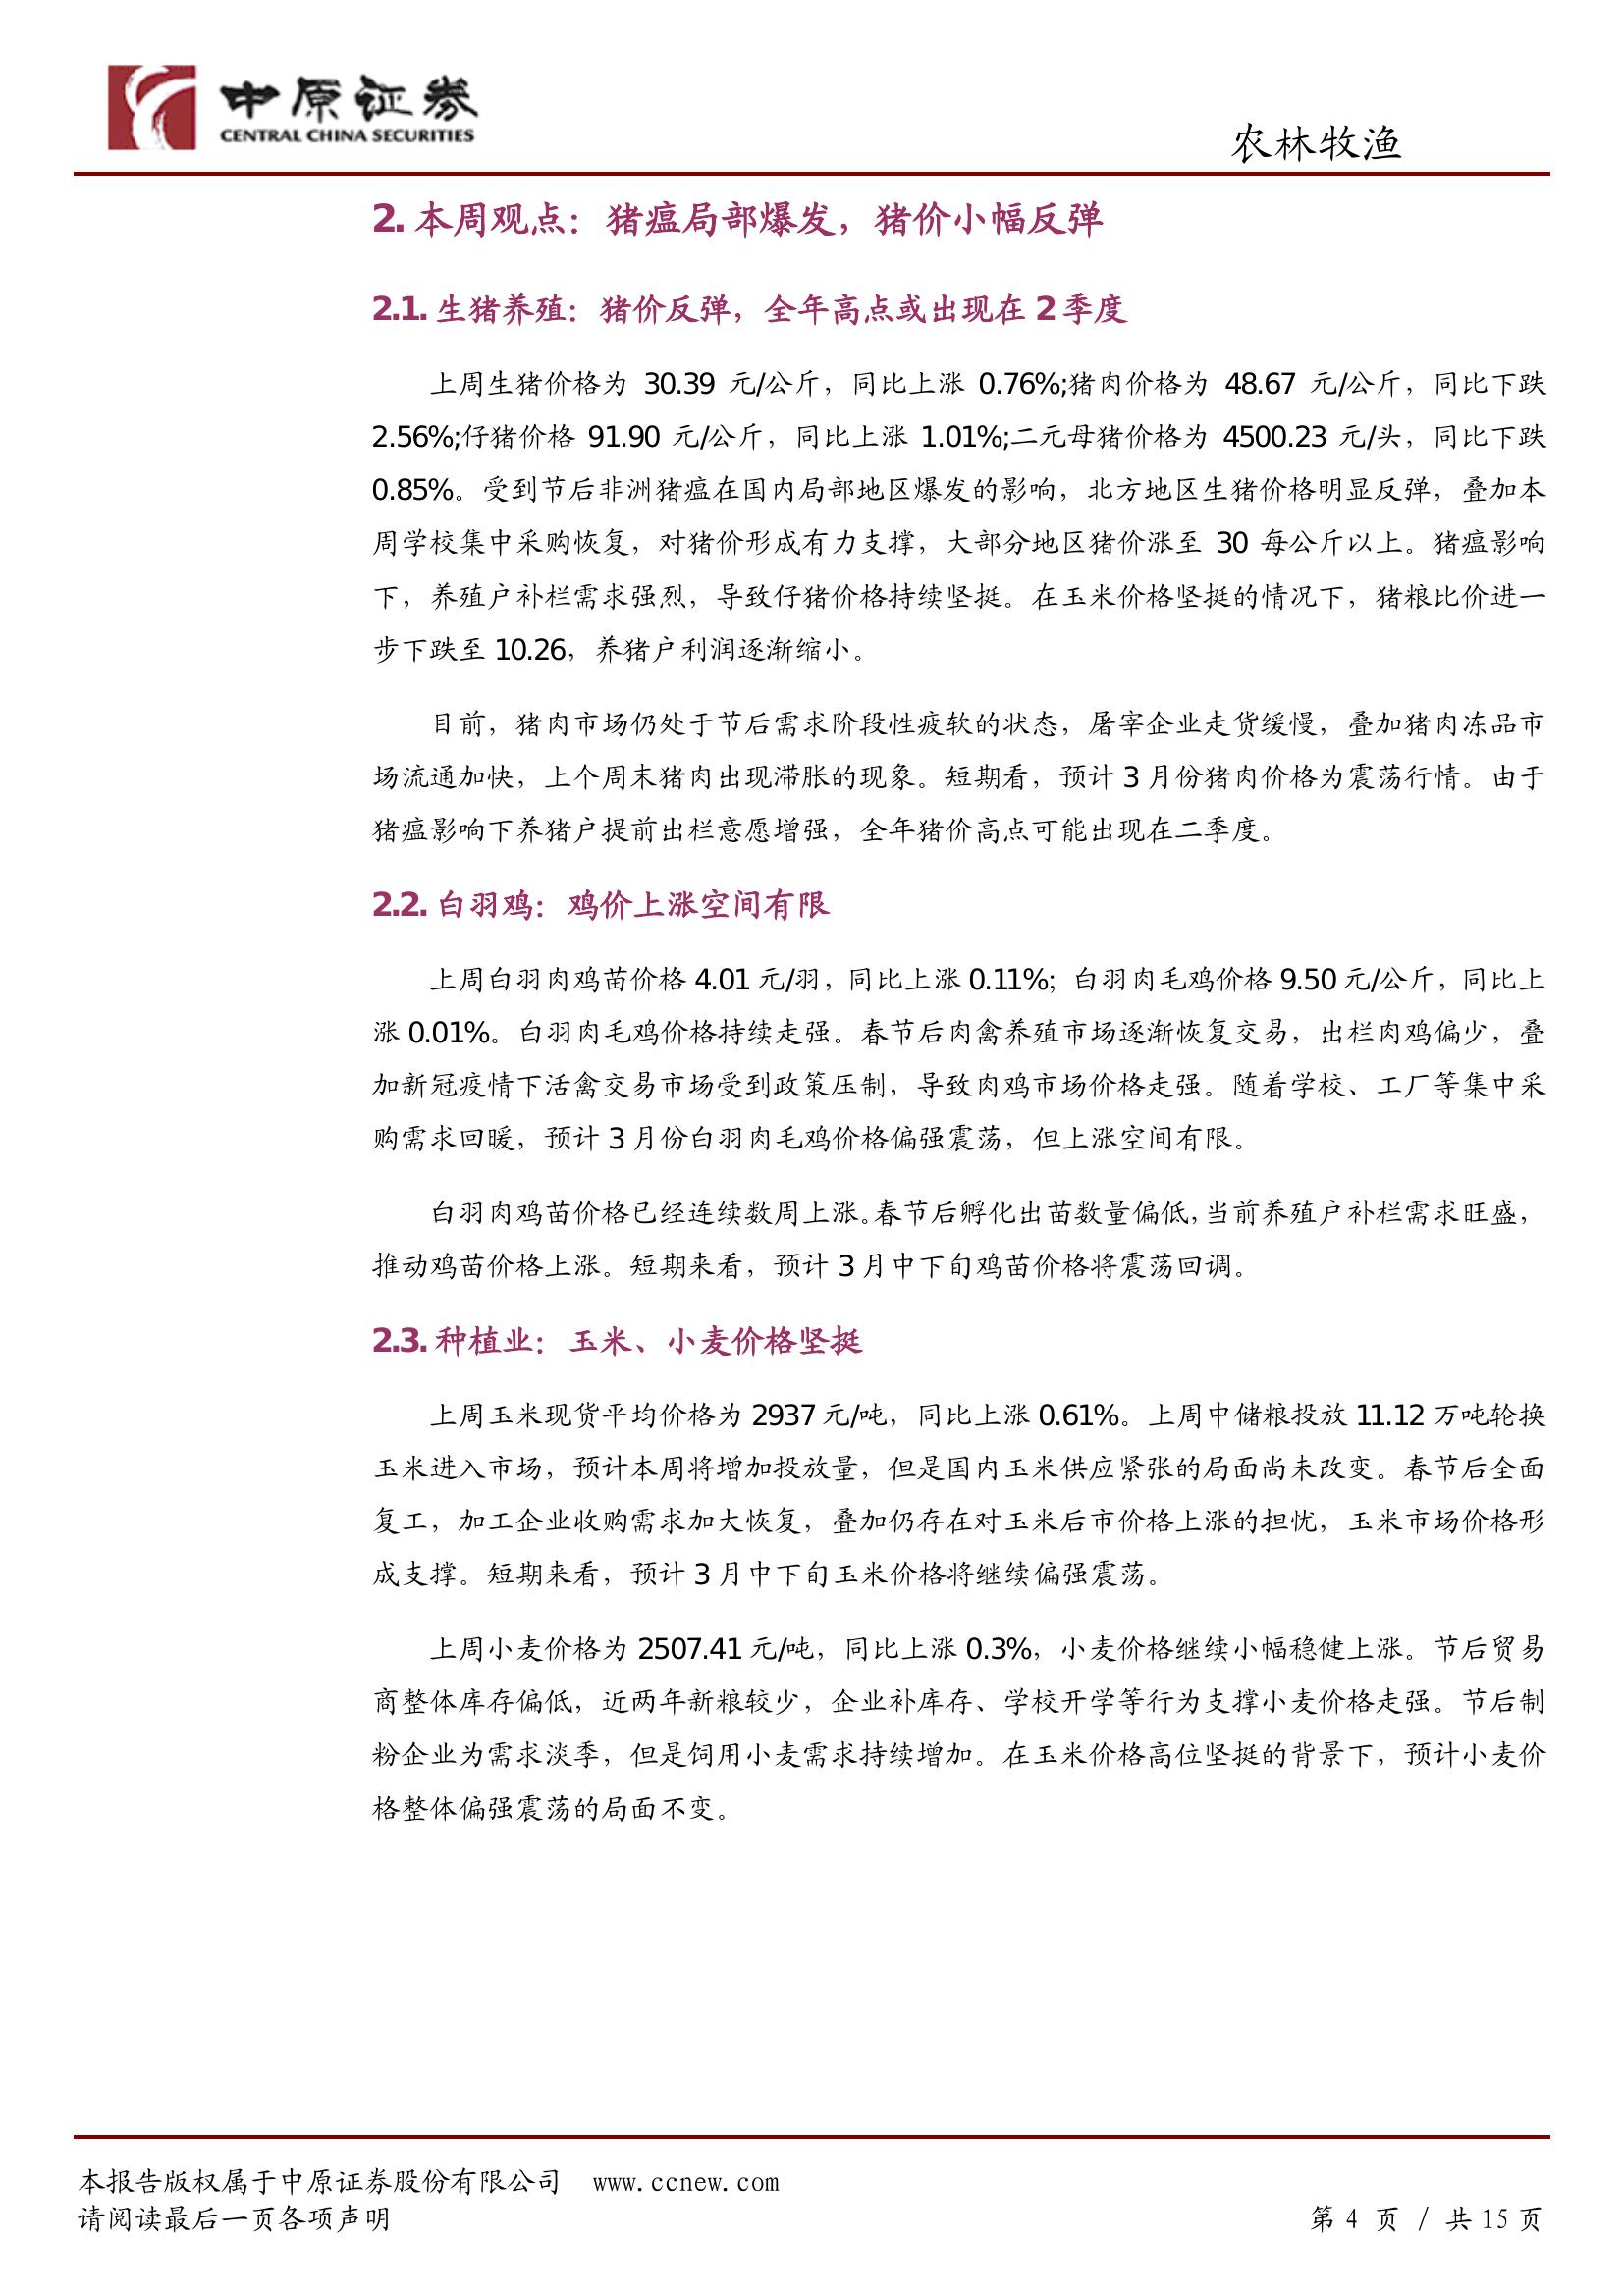 中原证券
CENTRAL CHINA SECURITIES
农林牧渔
2. 本周观点：猪瘟局部爆发，猪价小幅反弹
2.1. 生猪养殖：猪价反弹，全年高点或出现在 2 季度
上周生猪价格为 30.39 元/公斤，同比上涨 0.76%;猪肉价格为 48.67 元/公斤，同比下跌
2.56%;仔猪价格 91.90 元/公斤，同比上涨 1.01%;二元母猪价格为 4500.23 元/头，同比下跌
0.85%。受到节后非洲猪瘟在国内局部地区爆发的影响，北方地区生猪价格明显反弹，叠加本
周学校集中采购恢复，对猪价形成有力支撑，大部分地区猪价涨至 30 每公斤以上。猪瘟影响
下，养殖户补栏需求强烈，导致仔猪价格持续坚挺。在玉米价格坚挺的情况下，猪粮比价进一
步下跌至 10.26，养猪户利润逐渐缩小。
目前，猪肉市场仍处于节后需求阶段性疲软的状态，屠宰企业走货缓慢，叠加猪肉冻品市
场流通加快，上个周末猪肉出现滞胀的现象。短期看，预计 3 月份猪肉价格为震荡行情。由于
猪瘟影响下养猪户提前出栏意愿增强，全年猪价高点可能出现在二季度。
2.2. 白羽鸡：鸡价上涨空间有限
上周白羽肉鸡苗价格 4.01 元/羽，同比上涨 0.11%；白羽肉毛鸡价格 9.50 元/公斤，同比上
涨 0.01%。白羽肉毛鸡价格持续走强。春节后肉禽养殖市场逐渐恢复交易，出栏肉鸡偏少，叠
加新冠疫情下活禽交易市场受到政策压制，导致肉鸡市场价格走强。随着学校、工厂等集中采
购需求回暖，预计 3 月份白羽肉毛鸡价格偏强震荡，但上涨空间有限。
白羽肉鸡苗价格已经连续数周上涨。春节后孵化出苗数量偏低，当前养殖户补栏需求旺盛，
推动鸡苗价格上涨。短期来看，预计 3 月中下旬鸡苗价格将震荡回调。
2.3. 种植业：玉米、小麦价格坚挺
上周玉米现货平均价格为 2937 元/吨，同比上涨 0.61%。上周中储粮投放 11.12 万吨轮换
玉米进入市场，预计本周将增加投放量，但是国内玉米供应紧张的局面尚未改变。春节后全面
复工，加工企业收购需求加大恢复，叠加仍存在对玉米后市价格上涨的担忧，玉米市场价格形
成支撑。短期来看，预计 3 月中下旬玉米价格将继续偏强震荡。
上周小麦价格为 2507.41 元/吨，同比上涨 0.3%，小麦价格继续小幅稳健上涨。节后贸易
商整体库存偏低，近两年新粮较少，企业补库存、学校开学等行为支撑小麦价格走强。节后制
粉企业为需求淡季，但是饲用小麦需求持续增加。在玉米价格高位坚挺的背景下，预计小麦价
格整体偏强震荡的局面不变。
本报告版权属于中原证券股份有限公司 www.ccnew.com
请阅读最后一页各项声明 第 4 页 / 共 15 页